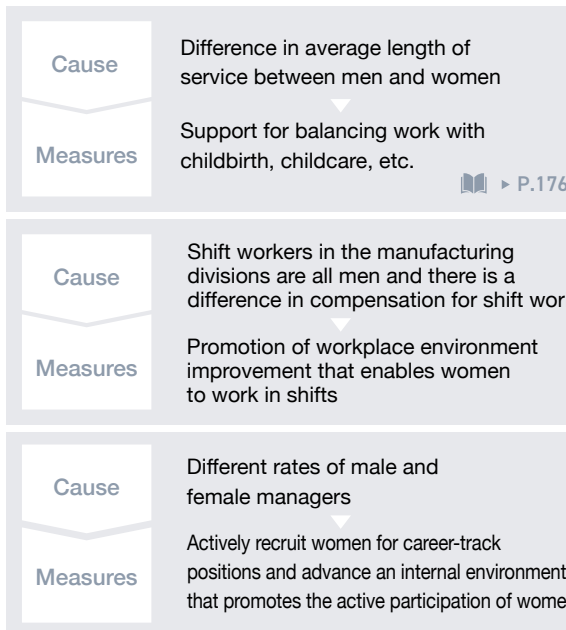 Cause
Difference in average length of
service between men and women
Measures
Support for balancing work with
childbirth, childcare, etc.
P.176
Cause
Shift workers in the manufacturing
divisions are all men and there is a
difference in compensation for shift wor
Measures
Promotion of workplace environment
improvement that enables women
to work in shifts
Cause
Different rates of male and
female managers
Measures
Actively recruit women for career-track
positions and advance an internal environment
that promotes the active participation of wome